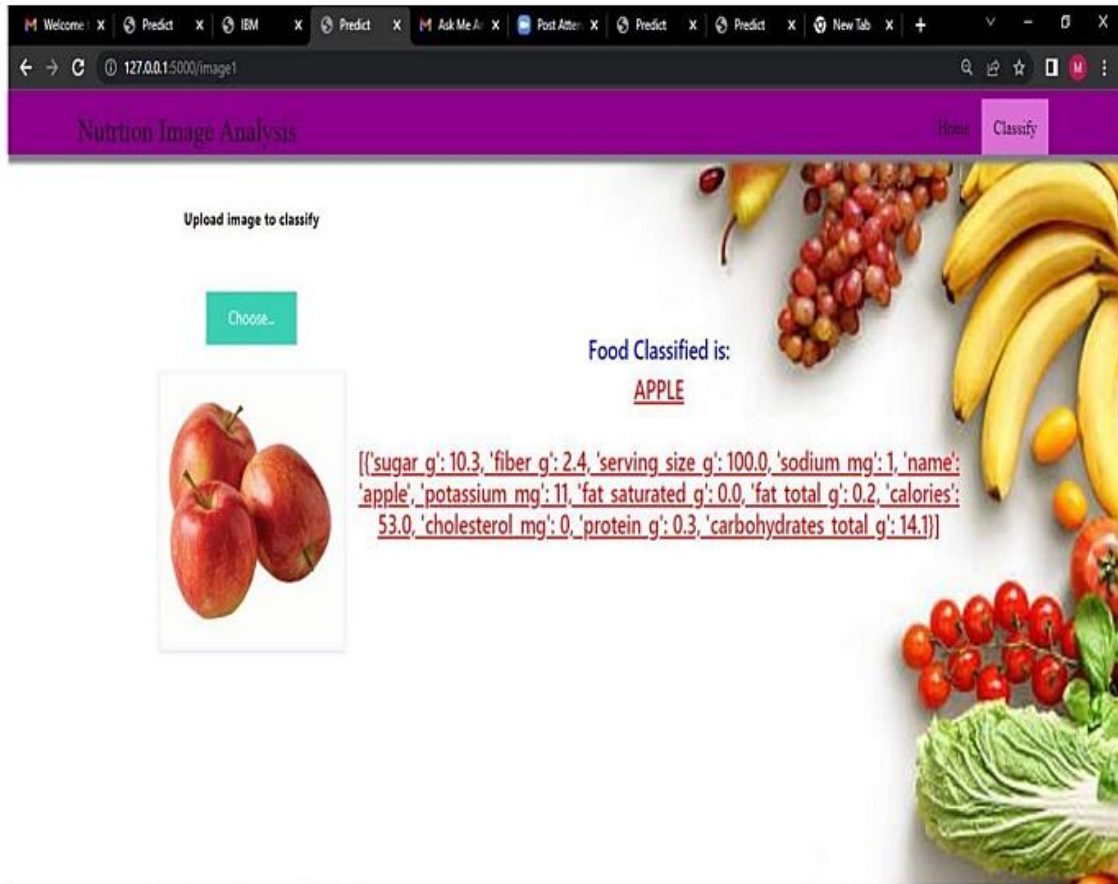 Welcome
Predict
IBM
Predict
Ask Me A
Post Atten
Predict
Predict
New Tab
127.0.0.1:5000/image1
M
Nutrtion Image Analysis
Home
Classify
Upload image to classify
Choose...
Food Classified is:
APPLE
[{'sugar_g': 10.3, 'fiber_g': 2.4, 'serving_size_g': 100.0, 'sodium_mg': 1, 'name':
'apple', 'potassium_mg': 11, 'fat_saturated_g': 0.0, 'fat_total_g': 0.2, 'calories':
53.0, 'cholesterol_mg': 0, 'protein_g': 0.3, 'carbohydrates_total_g': 14.1}]